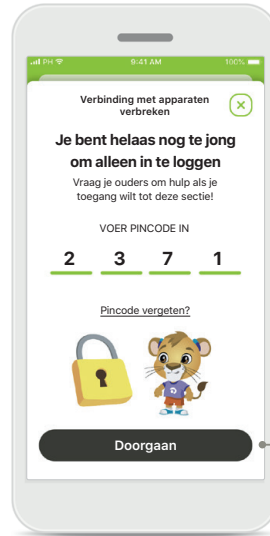 PH 9:41 AM 100%
Verbinding met apparaten
verbreken
Je bent helaas nog te jong
om alleen in te loggen
Vraag je ouders om hulp als je
toegang wilt tot deze sectie!
VOER PINCODE IN
2 3 7 1
Pincode vergeten?
Doorgaan